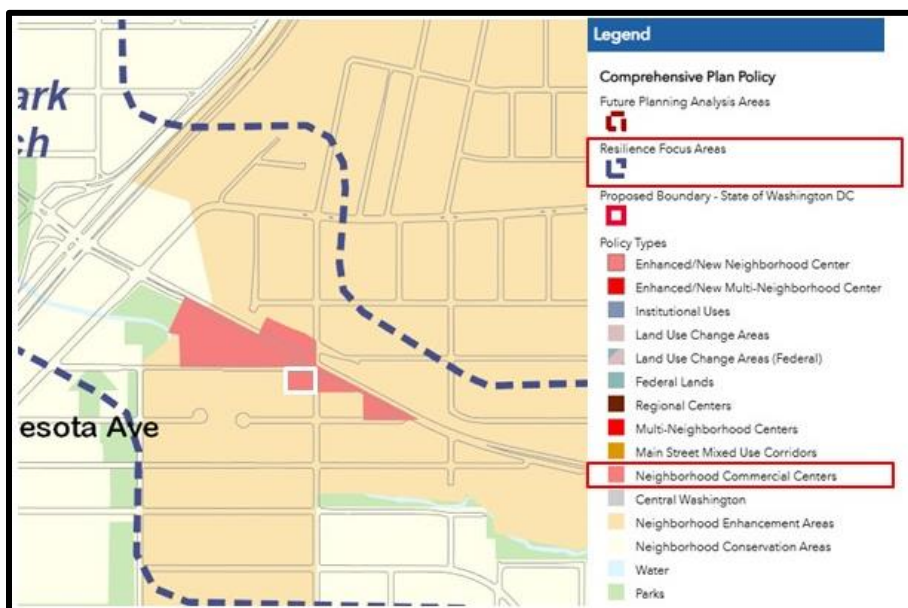 ark
ch
esota Ave
Legend
Comprehensive Plan Policy
Future Planning Analysis Areas
Resilience Focus Areas
Proposed Boundary - State of Washington DC
Policy Types
Enhanced/New Neighborhood Center
Enhanced/New Multi-Neighborhood Center
Institutional Uses
Land Use Change Areas
Land Use Change Areas (Federal)
Federal Lands
Regional Centers
Multi-Neighborhood Centers
Main Street Mixed Use Corridors
Neighborhood Commercial Centers
Central Washington
Neighborhood Enhancement Areas
Neighborhood Conservation Areas
Water
Parks